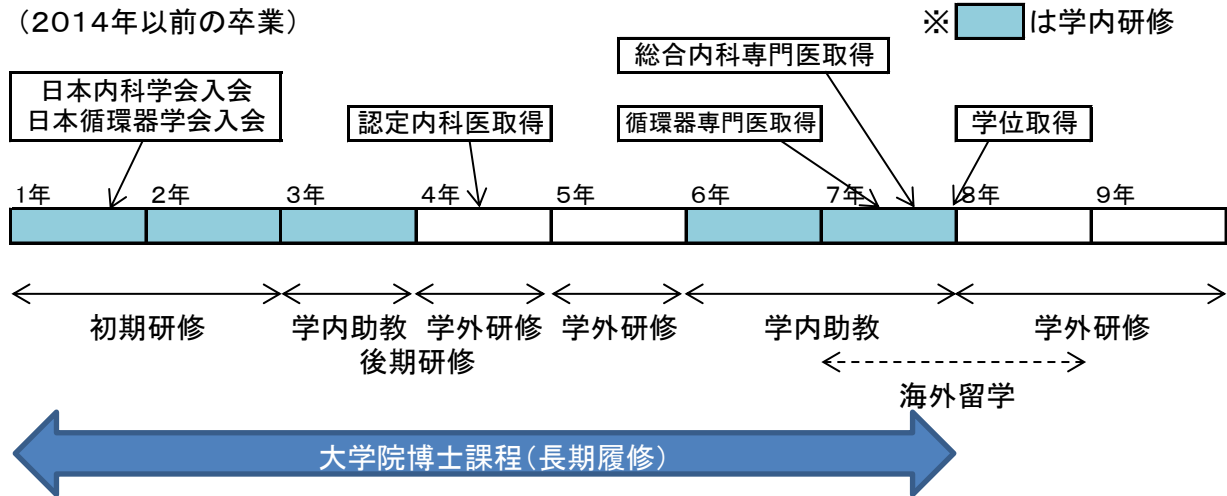 （2014年以前の卒業）
※ は学内研修
総合内科専門医取得
日本内科学会入会
日本循環器学会入会
認定内科医取得
循環器専門医取得
学位取得
1年 2年 3年 4年 5年 6年 7年 8年 9年
初期研修 学内助教 学外研修 学外研修 学内助教 学外研修
後期研修
海外留学
大学院博士課程（長期履修）